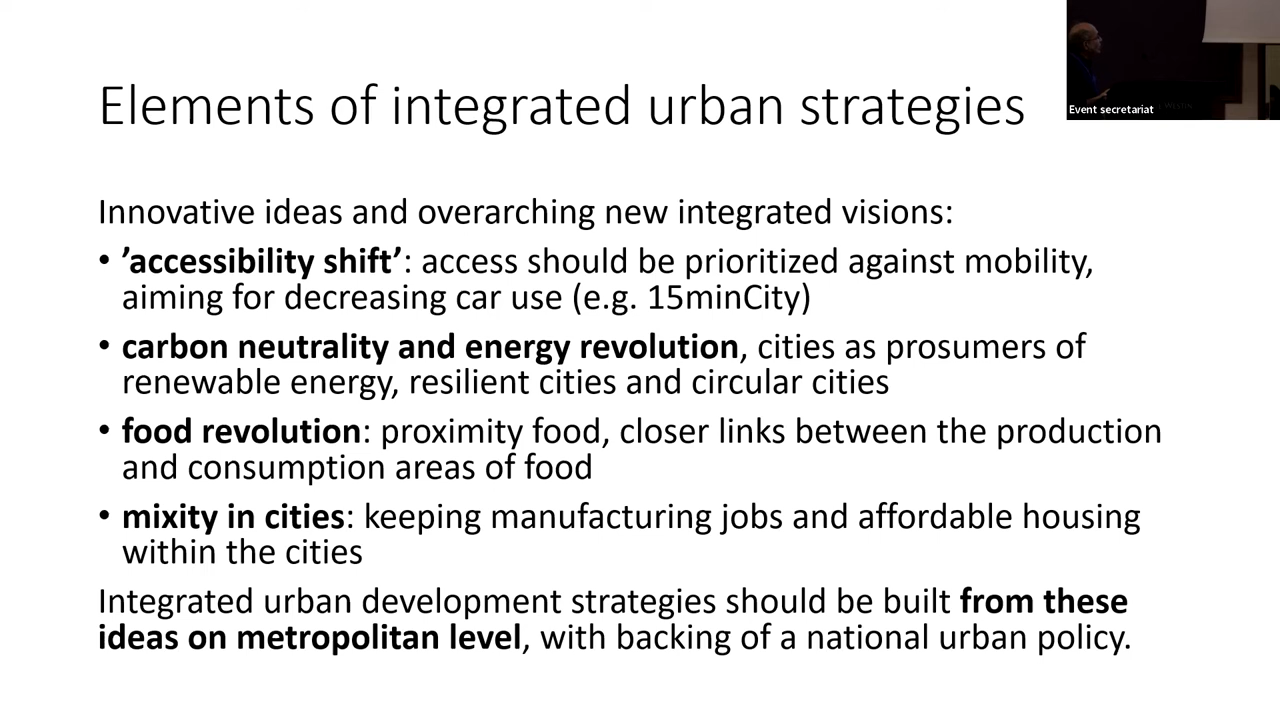 Elements of integrated urban strategies
Event secretariat
Innovative ideas and overarching new integrated visions:
• ’accessibility shift’: access should be prioritized against mobility,
aiming for decreasing car use (e.g. 15minCity)
• carbon neutrality and energy revolution, cities as prosumers of
renewable energy, resilient cities and circular cities
• food revolution: proximity food, closer links between the production
and consumption areas of food
• mixity in cities: keeping manufacturing jobs and affordable housing
within the cities
Integrated urban development strategies should be built from these
ideas on metropolitan level, with backing of a national urban policy.